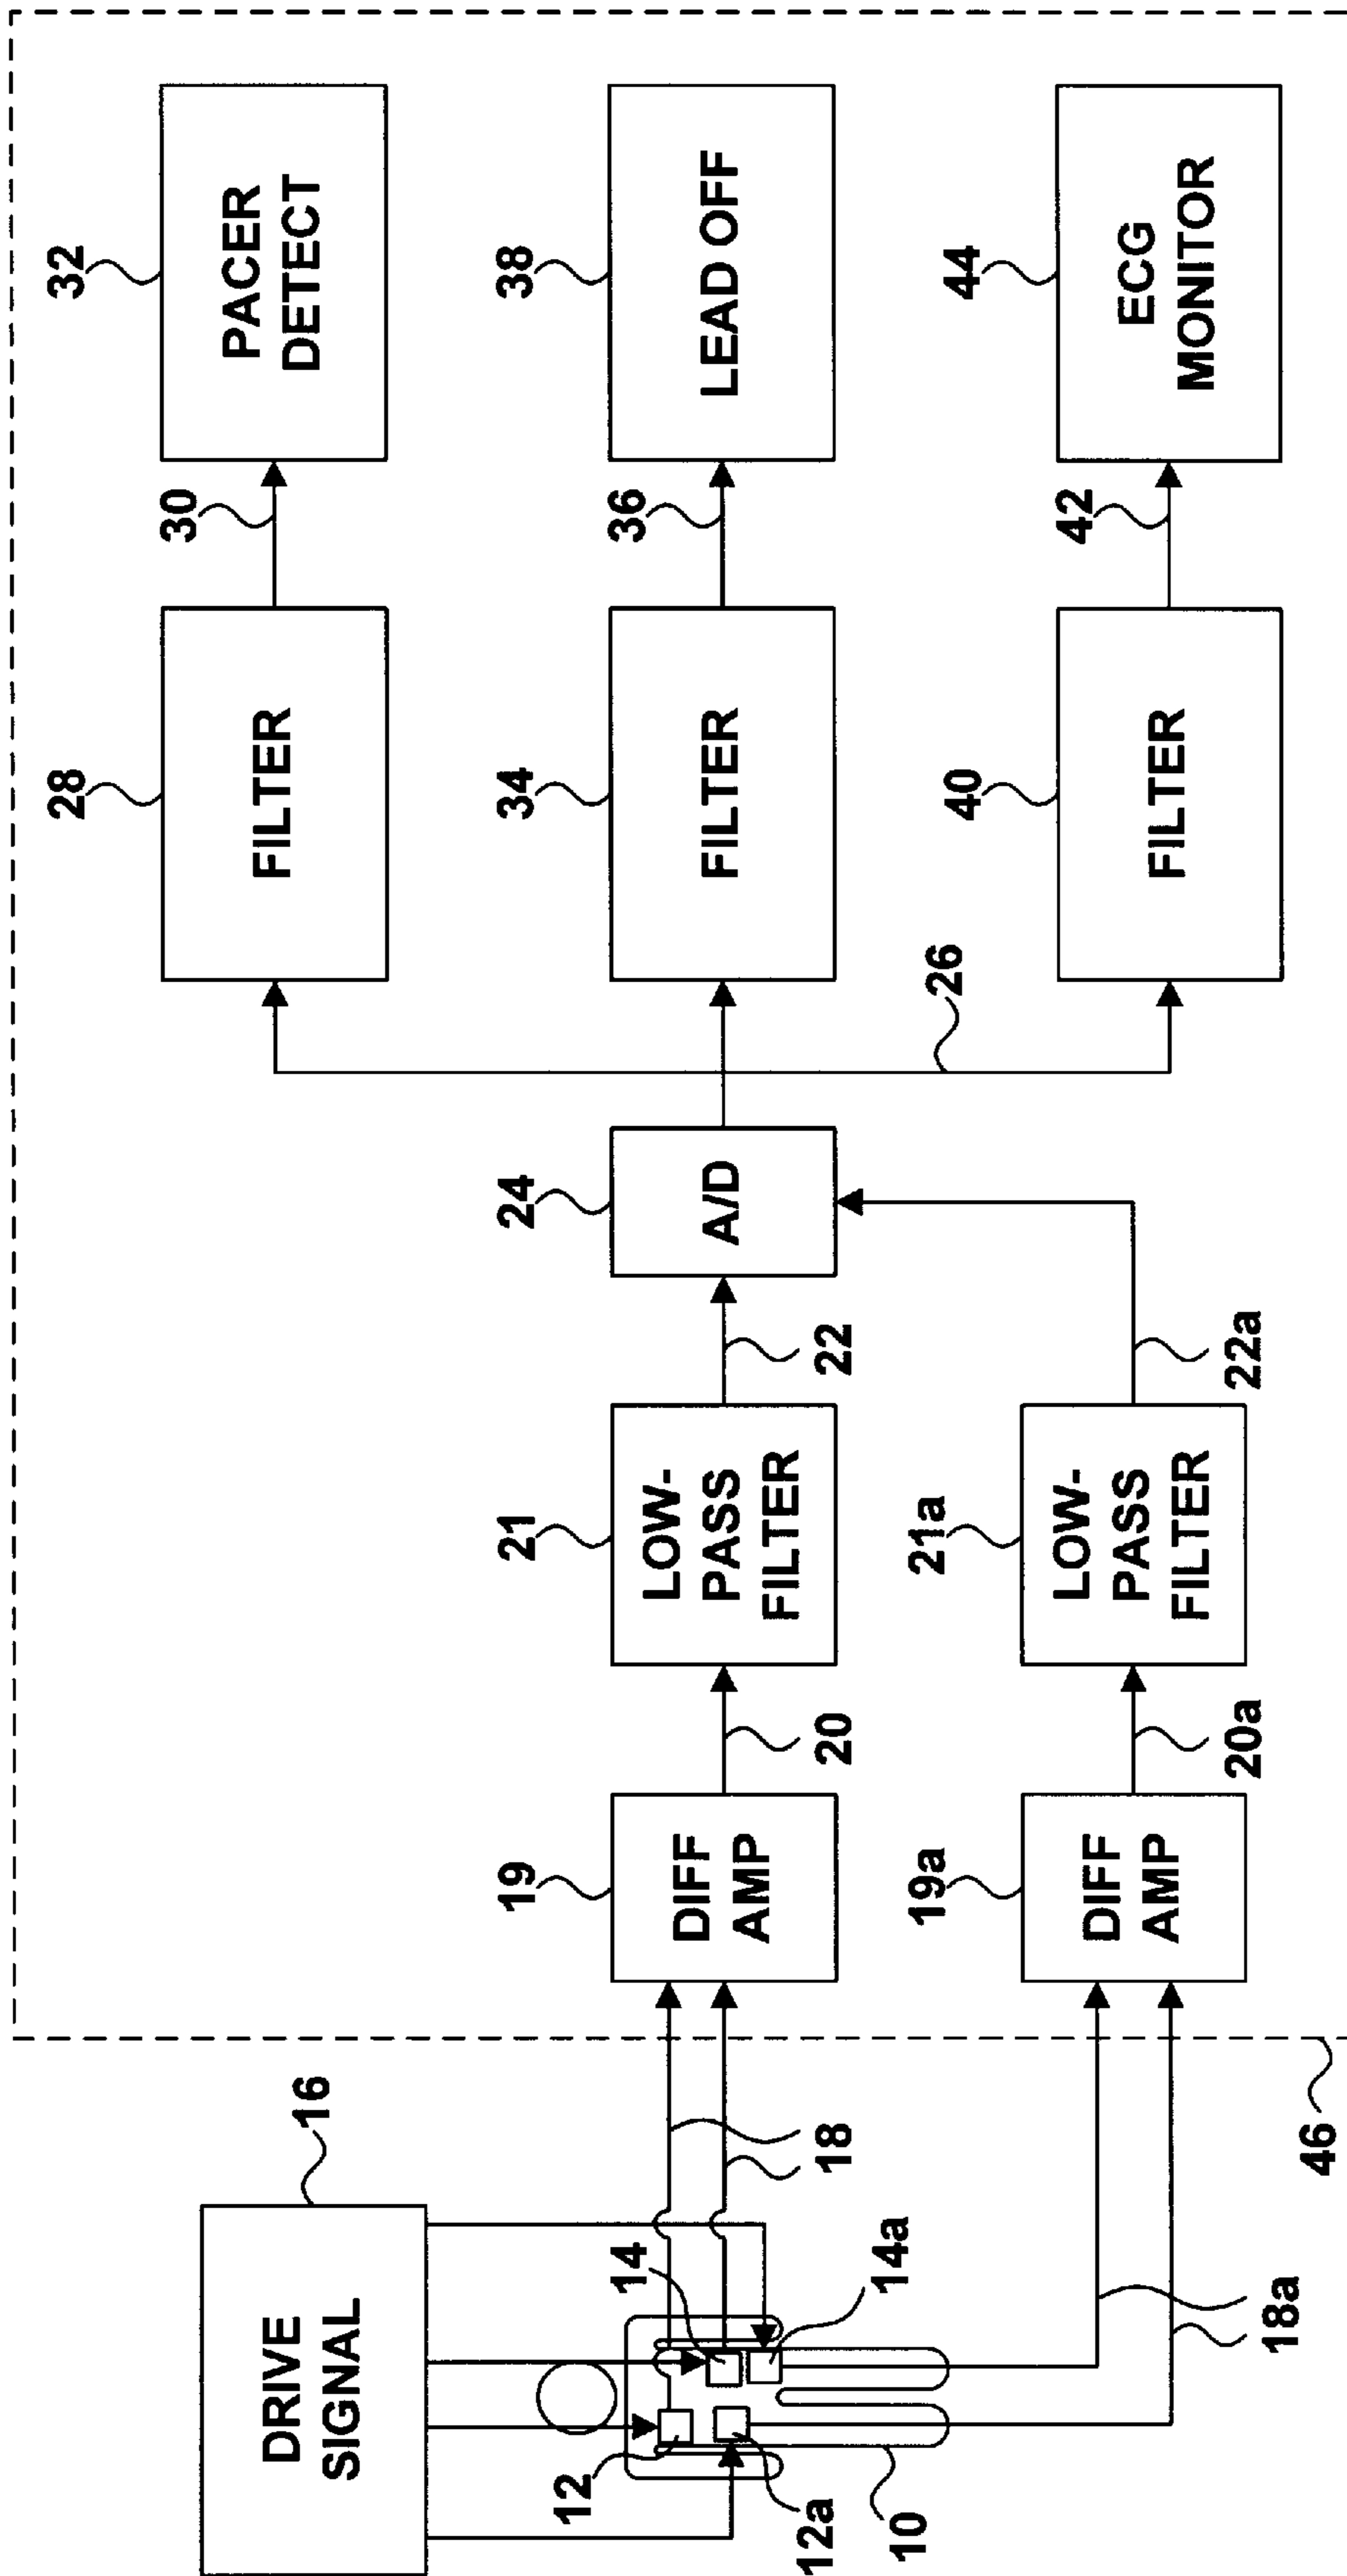 DRIVE
SIGNAL
16
12
12a
14
14a
10
18
18a
46
19
DIFF
AMP
19a
DIFF
AMP
20
20a
21
LOW-
PASS
FILTER
21a
LOW-
PASS
FILTER
22
22a
24
A/D
26
28
FILTER
34
FILTER
40
FILTER
30
36
42
32
PACER
DETECT
38
LEAD OFF
44
ECG
MONITOR